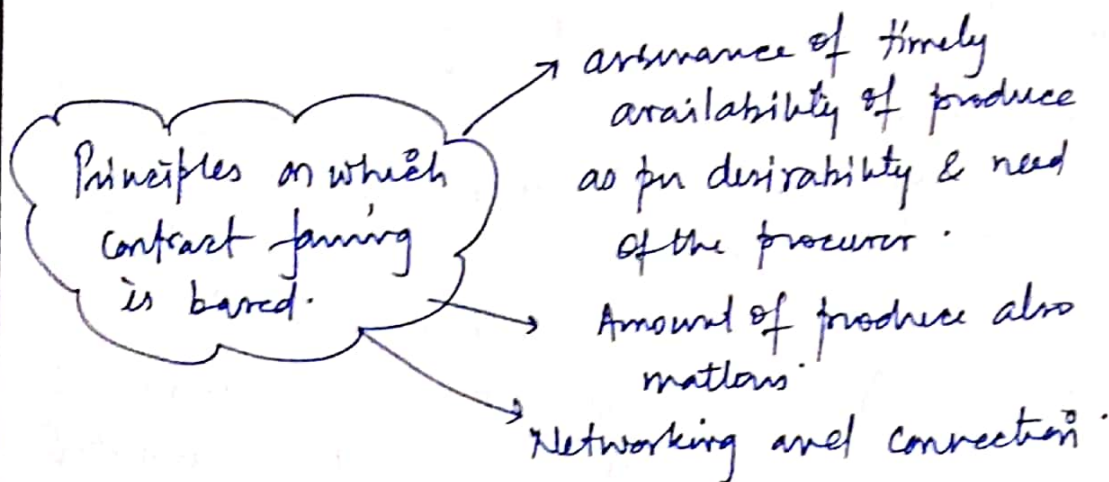 Principles on which
contract farming
is based.
assurance of timely
availability of produce
as per desirability & need
of the procurer.
Amount of produce also
matters.
Networking and connection.